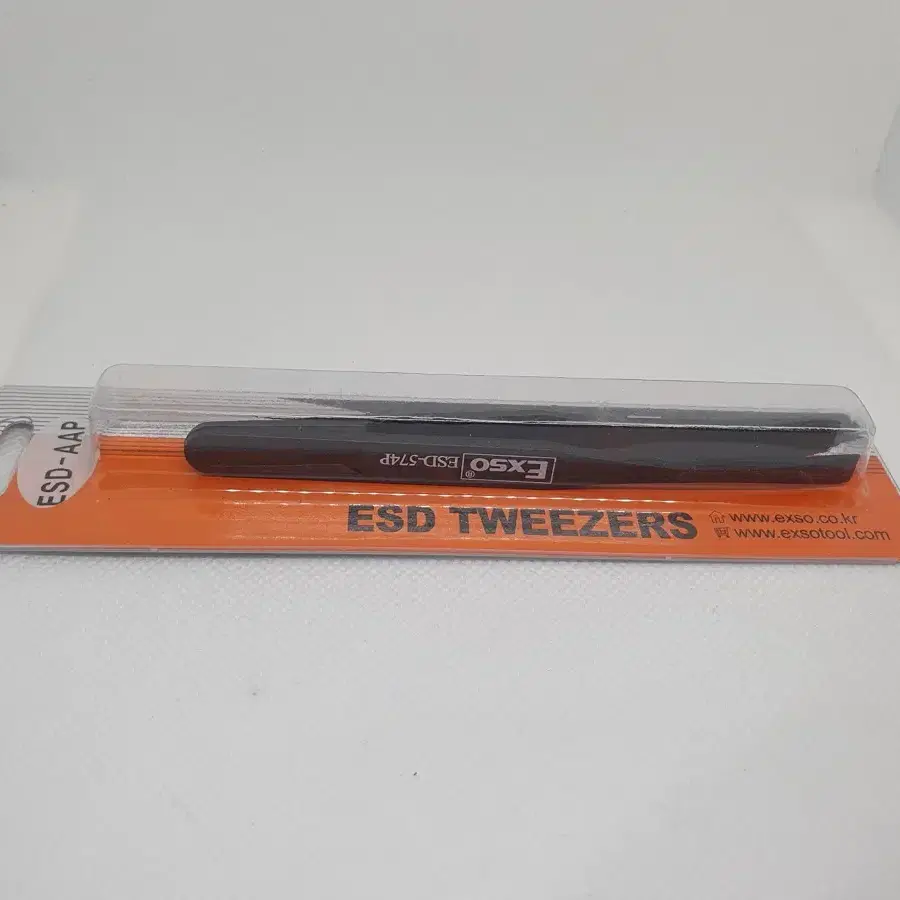 ESD-AAP
EXSO® ESD-574P
ESD TWEEZERS
www.exso.co.kr
www.exsotool.com